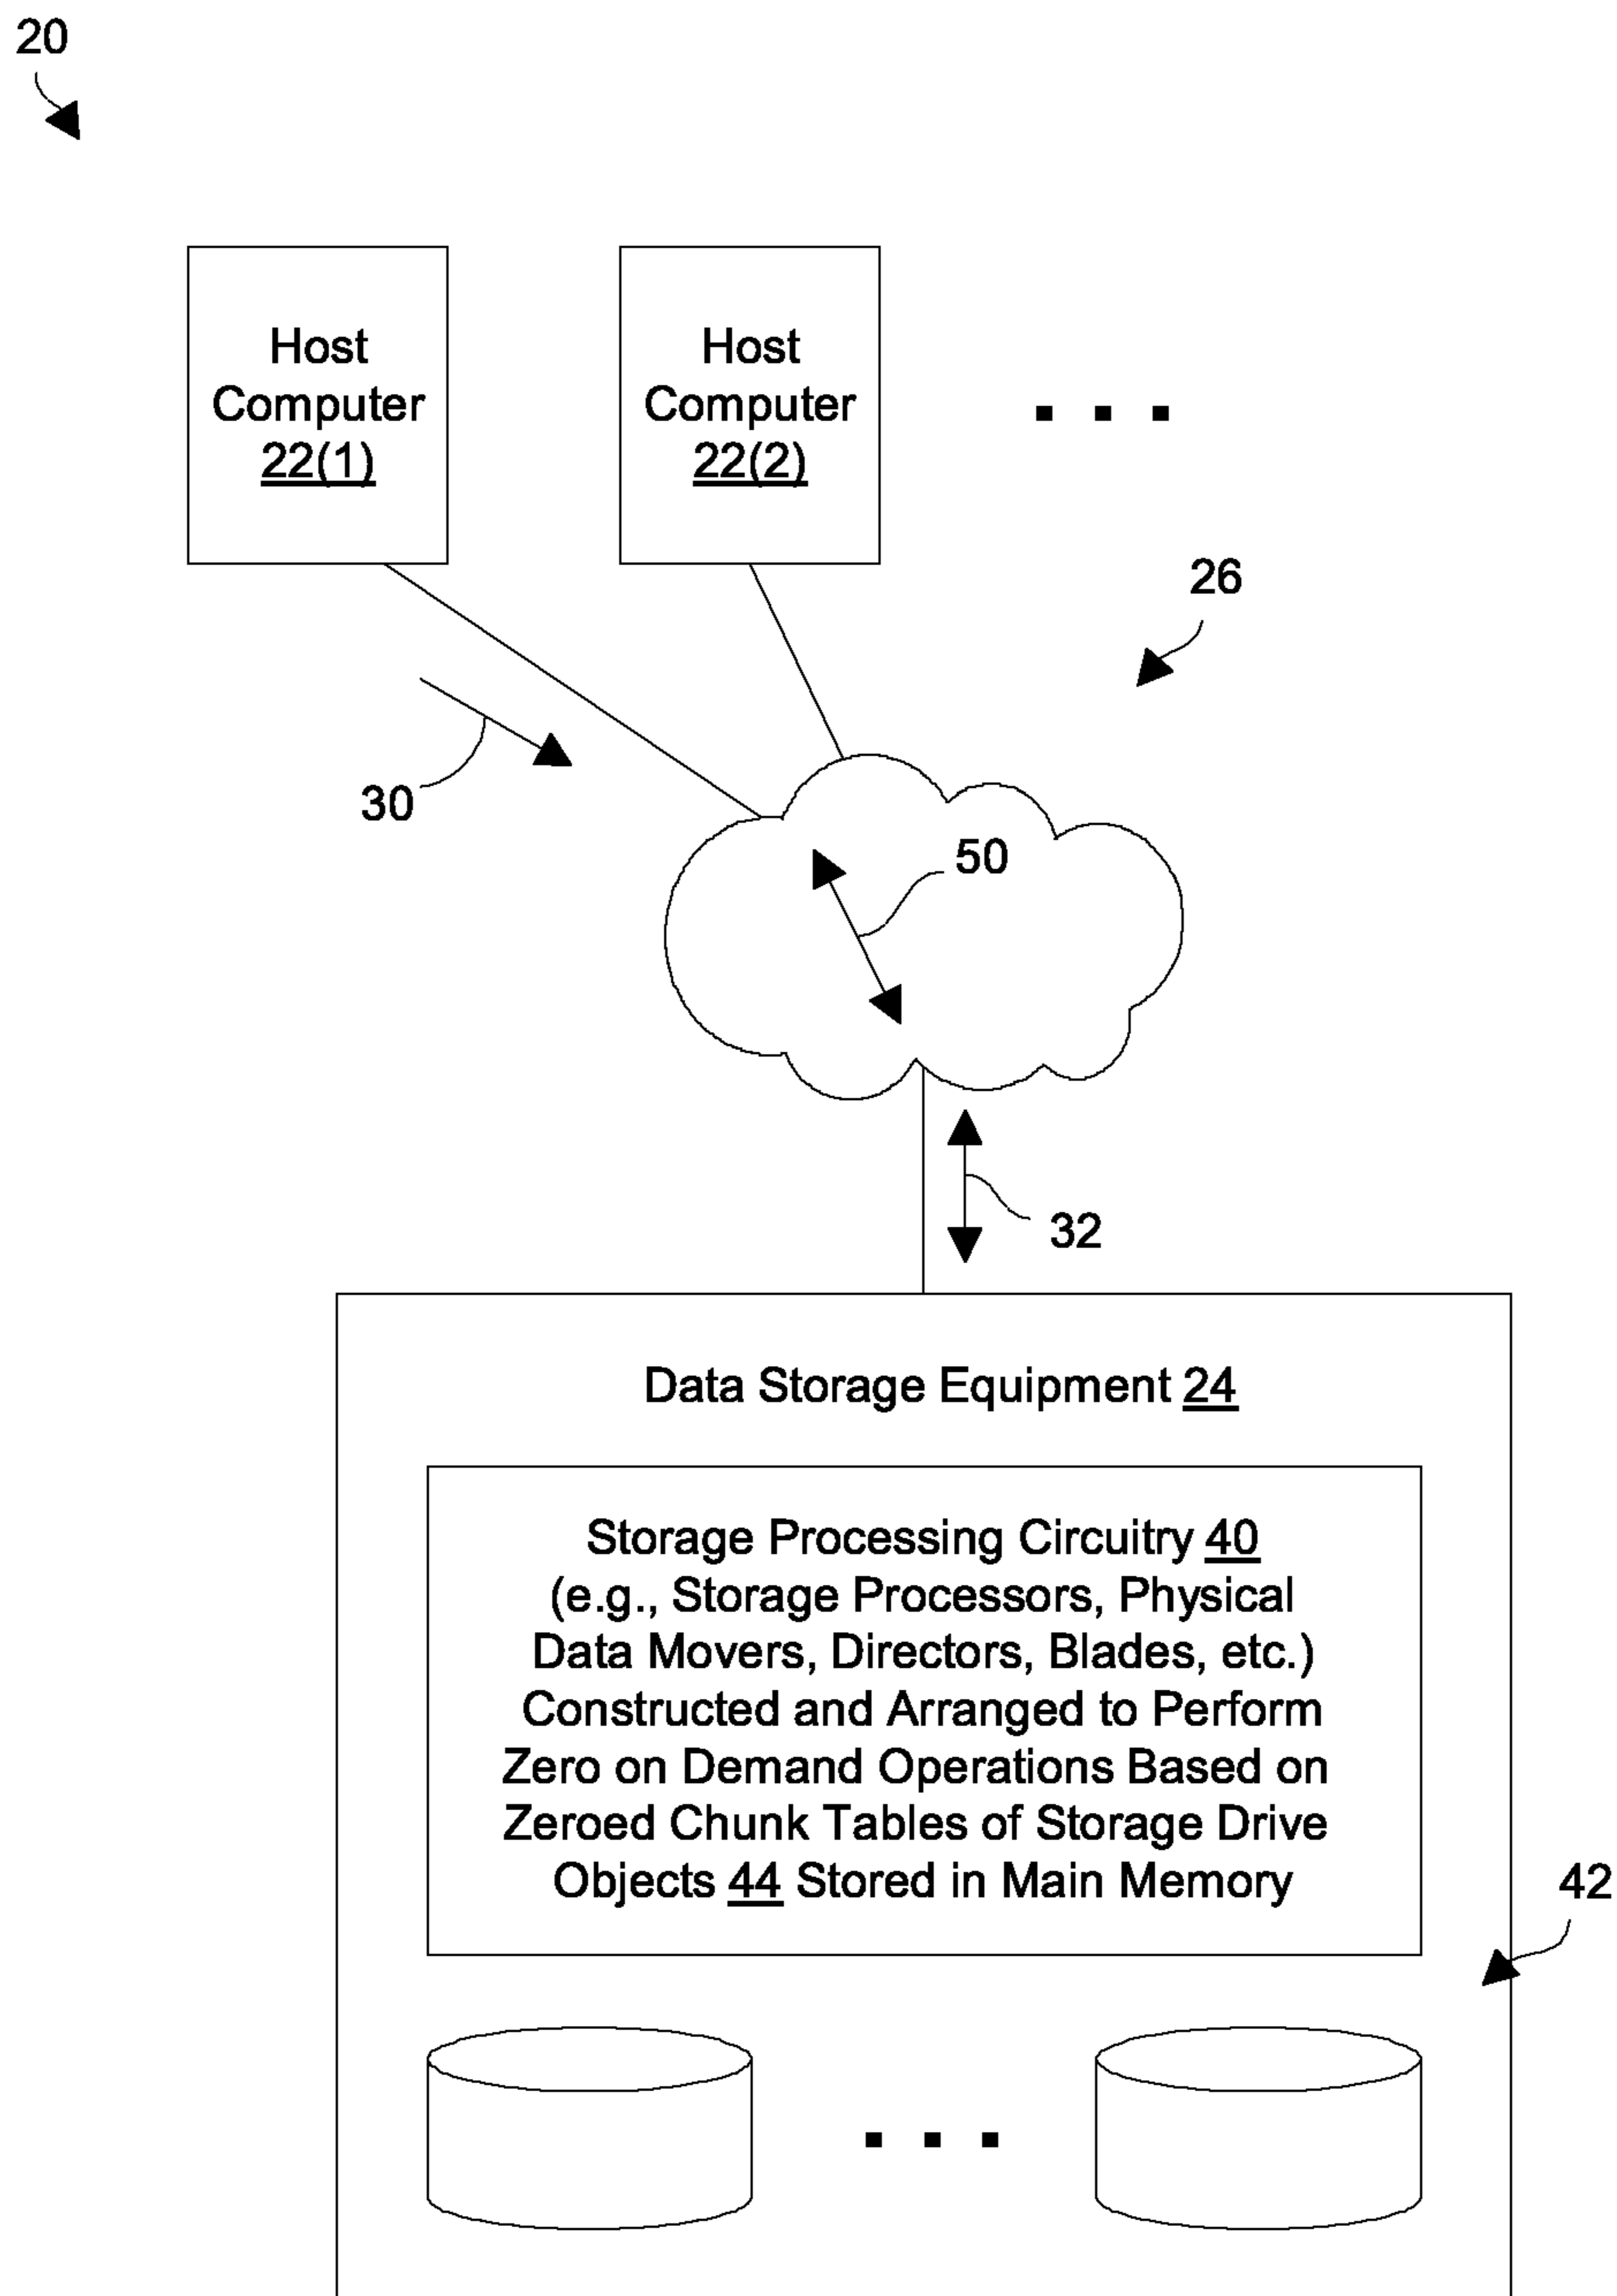 20
Host
Computer
22(1)
Host
Computer
22(2)
26
30
50
32
Data Storage Equipment 24
Storage Processing Circuitry 40
(e.g., Storage Processors, Physical
Data Movers, Directors, Blades, etc.)
Constructed and Arranged to Perform
Zero on Demand Operations Based on
Zeroed Chunk Tables of Storage Drive
Objects 44 Stored in Main Memory
42